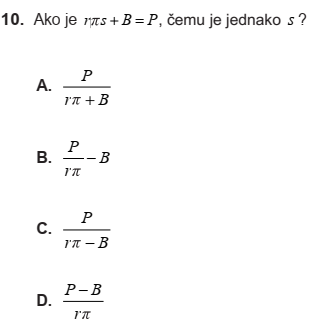 10. Ako je rπs + B = P, čemu je jednako s ?
A. P / (rπ + B)
B. P / rπ − B
C. P / (rπ − B)
D. (P − B) / rπ